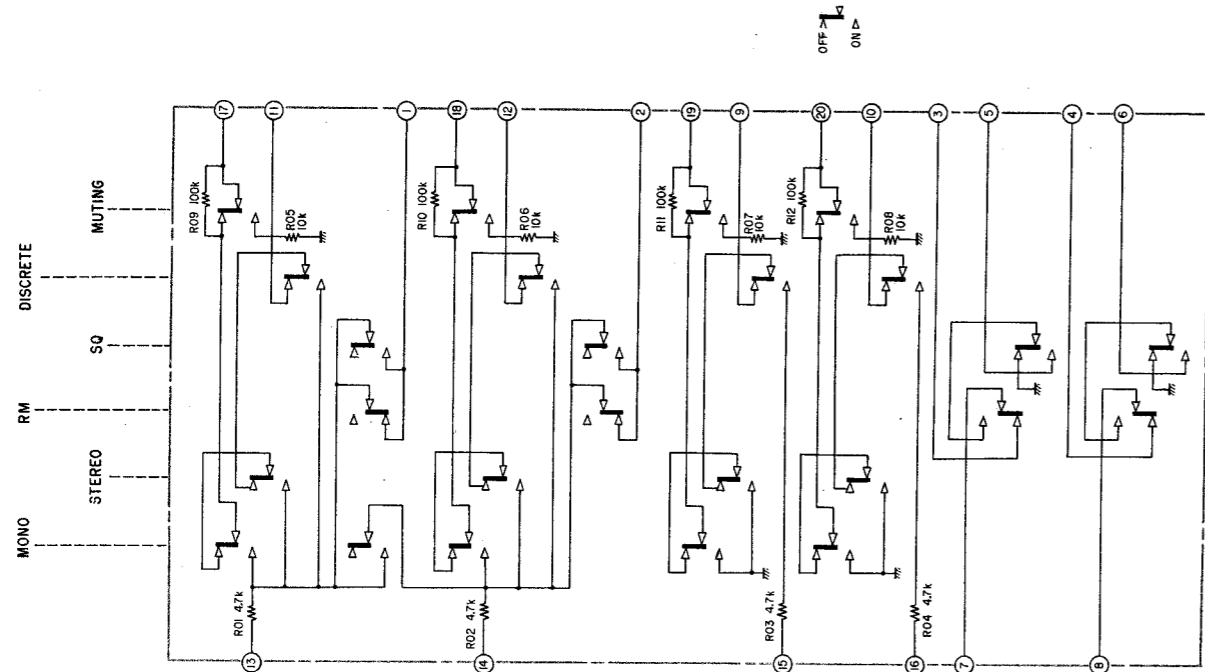 MONO
STEREO
RM
SQ
DISCRETE
MUTING
OFF
ON
R09 100k
17
11
R05
10k
1
R10 100k
18
12
R06
10k
2
R11 100k
19
9
R07
10k
R12 100k
20
10
R08
10k
3
5
4
6
R01 4.7k
13
R02 4.7k
14
R03 4.7k
15
R04 4.7k
16
7
8